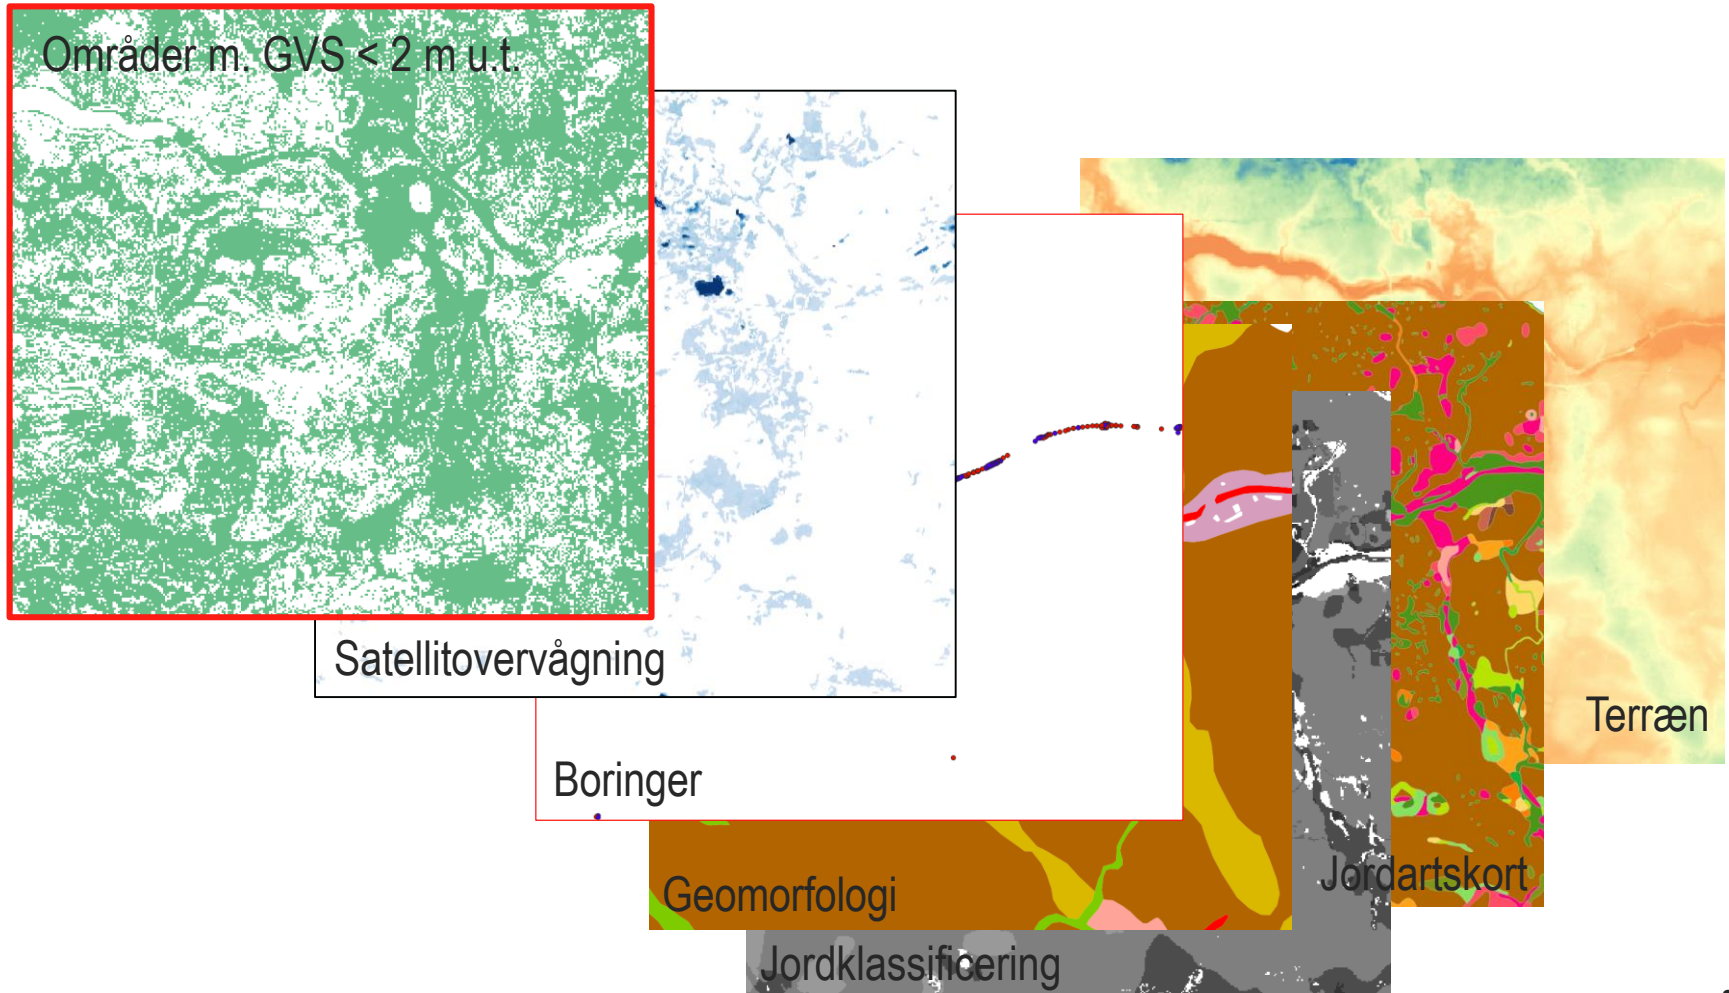 Områder m. GVS < 2 m u.t.
Satellitovervågning
Boringer
Geomorfologi
Jordklassificering
Jordartskort
Terræn